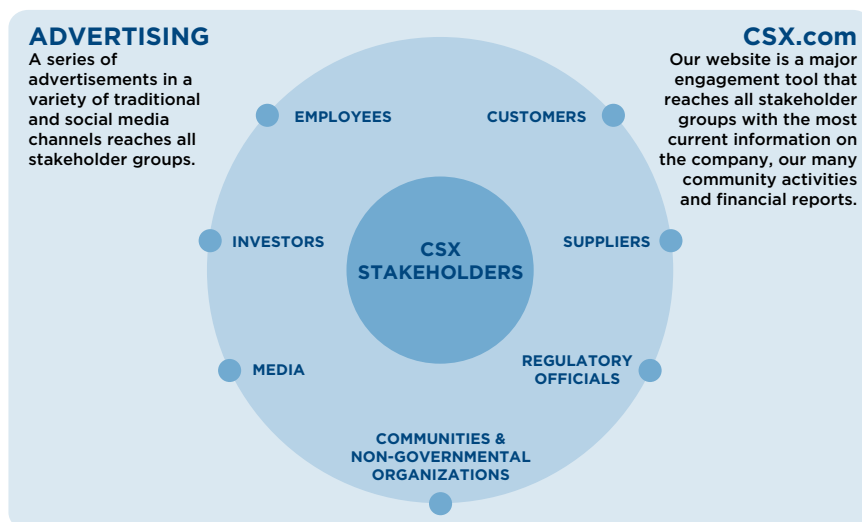 ADVERTISING
A series of
advertisements in a
variety of traditional
and social media
channels reaches all
stakeholder groups.
CSX.com
Our website is a major
engagement tool that
reaches all stakeholder
groups with the most
current information on
the company, our many
community activities
and financial reports.
EMPLOYEES
CUSTOMERS
INVESTORS
CSX
STAKEHOLDERS
SUPPLIERS
MEDIA
REGULATORY
OFFICIALS
COMMUNITIES &
NON-GOVERNMENTAL
ORGANIZATIONS